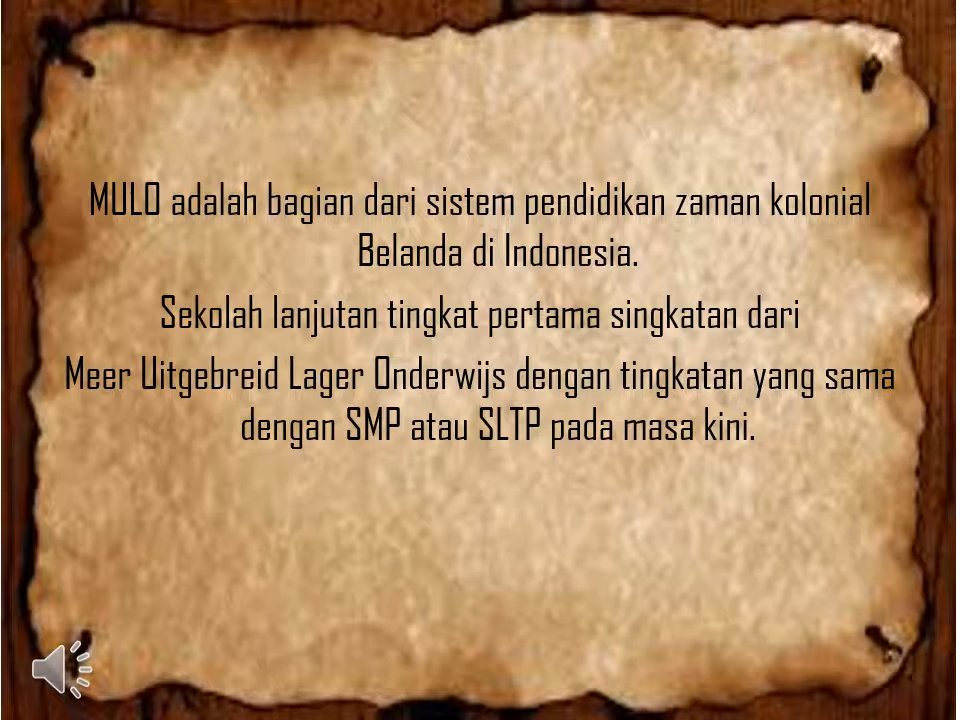 MULO adalah bagian dari sistem pendidikan zaman kolonial
Belanda di Indonesia.
Sekolah lanjutan tingkat pertama singkatan dari
Meer Uitgebreid Lager Onderwijs dengan tingkatan yang sama
dengan SMP atau SLTP pada masa kini.